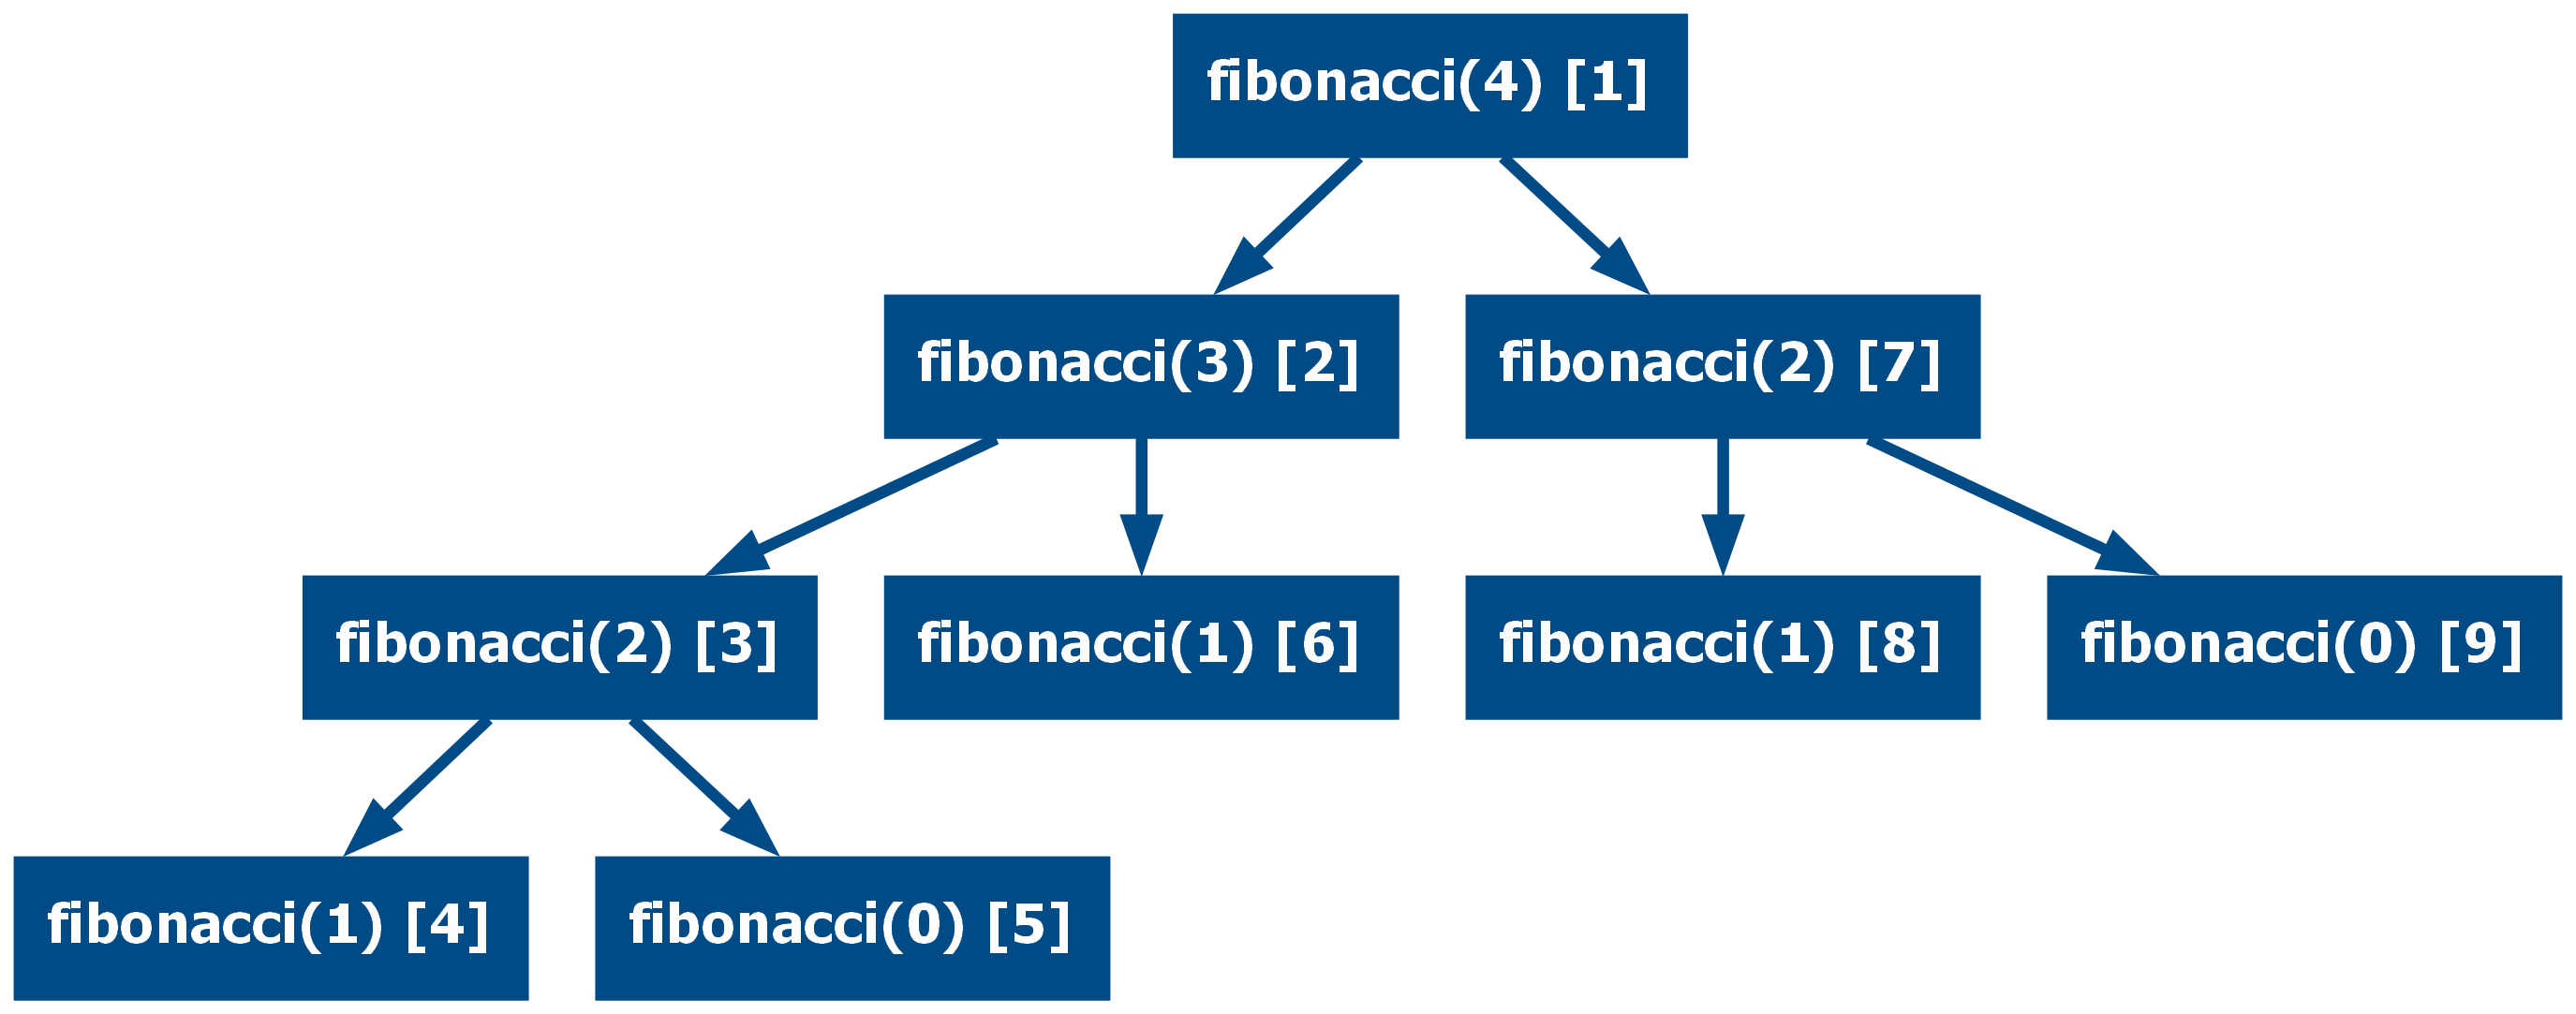 fibonacci(4) [1]
fibonacci(3) [2]
fibonacci(2) [7]
fibonacci(2) [3]
fibonacci(1) [6]
fibonacci(1) [8]
fibonacci(0) [9]
fibonacci(1) [4]
fibonacci(0) [5]